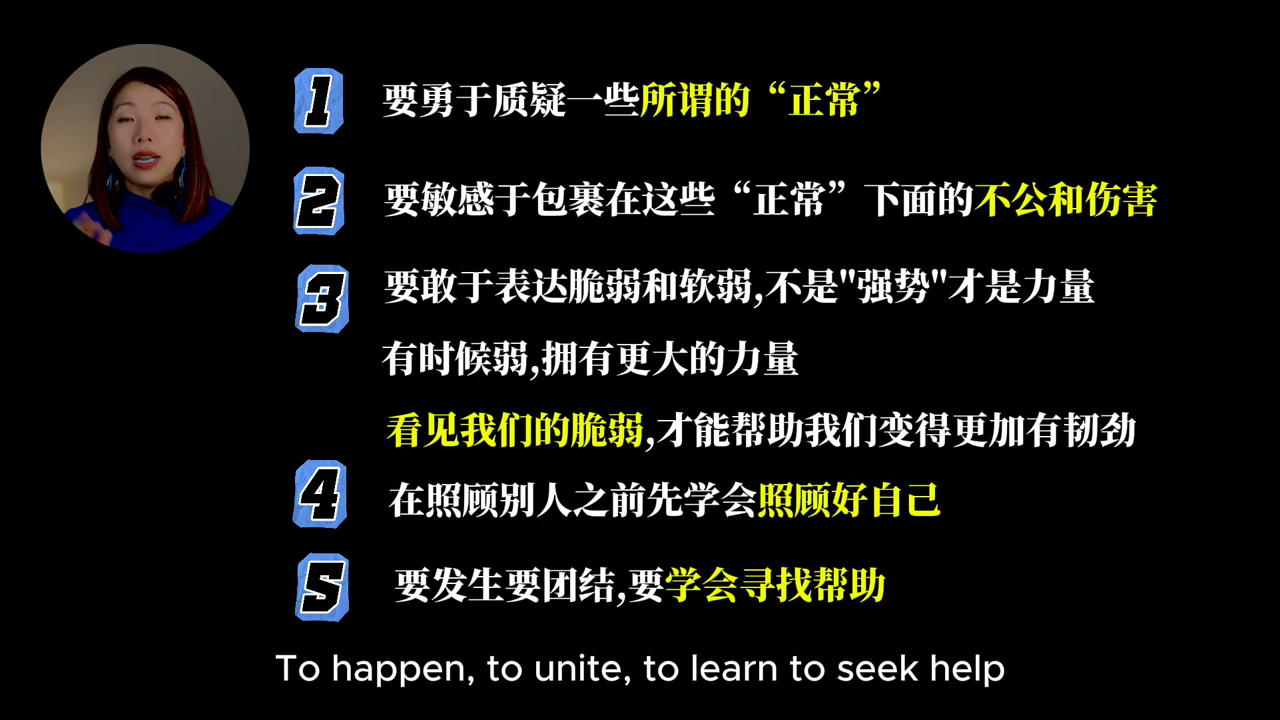 1 要勇于质疑一些所谓的“正常”
2 要敏感于包裹在这些“正常”下面的不公和伤害
3 要敢于表达脆弱和软弱,不是"强势"才是力量
有时候弱,拥有更大的力量
看见我们的脆弱,才能帮助我们变得更加有韧劲
4 在照顾别人之前先学会照顾好自己
5 要发生要团结,要学会寻找帮助
To happen, to unite, to learn to seek help